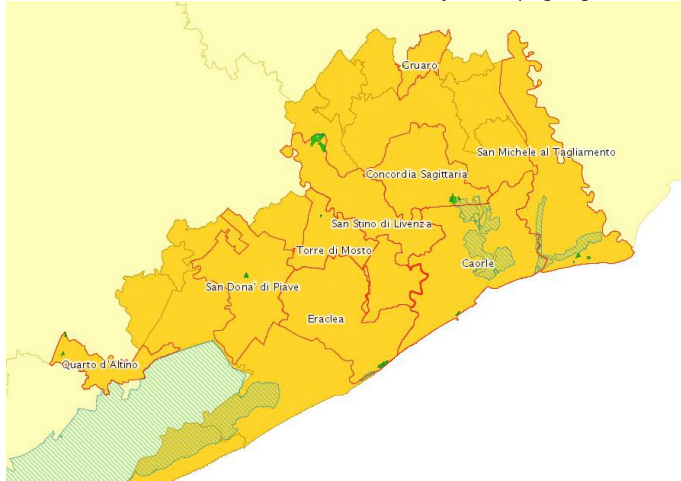 Gruaro
San Michele al Tagliamento
Concordia Sagittaria
San Stino di Livenza
Torre di Mosto
Caorle
San Dona' di Piave
Eraclea
Quarto d'Altino